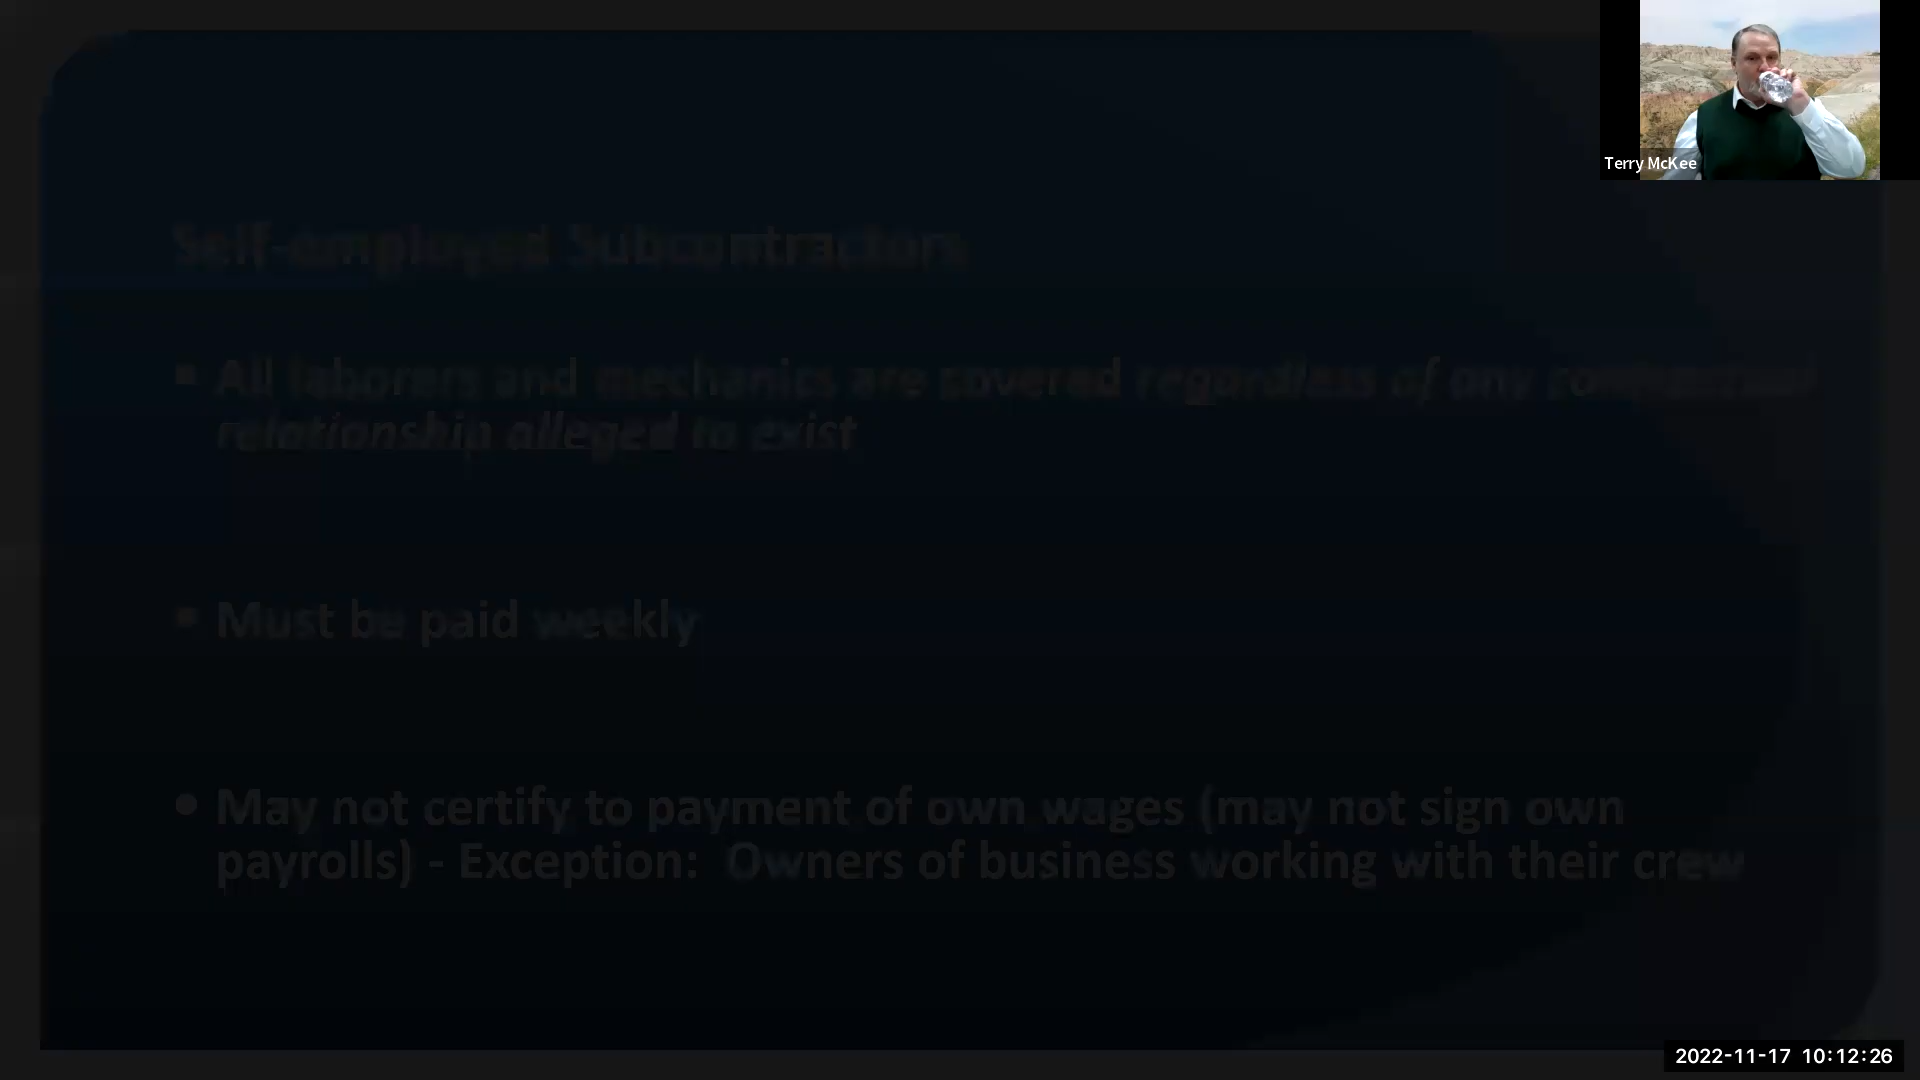 Terry McKee
Self-employed Subcontractors
▪ All laborers and mechanics are covered regardless of any contractual
relationship alleged to exist
▪ Must be paid weekly
• May not certify to payment of own wages (may not sign own
payrolls) - Exception: Owners of business working with their crew
2022-11-17 10:12:26